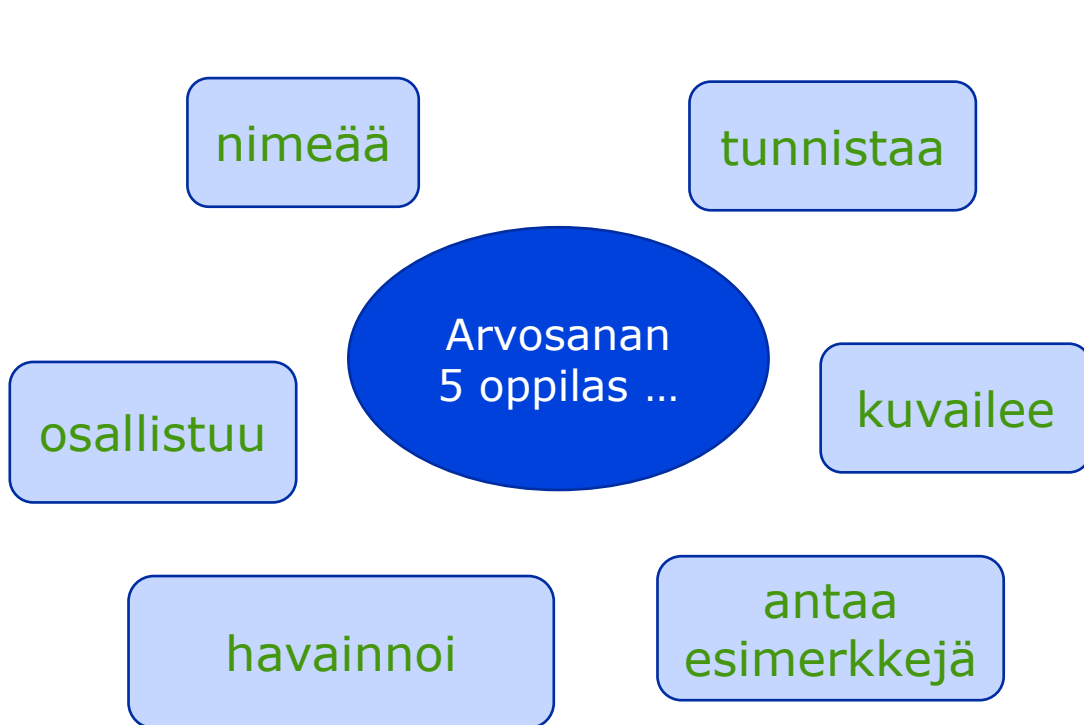 nimeää
tunnistaa
Arvosanan
5 oppilas …
osallistuu
kuvailee
havainnoi
antaa
esimerkkejä